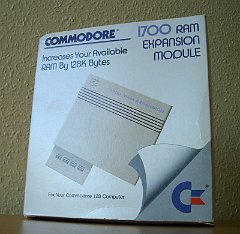 COMMODORE
1700 RAM
EXPANSION
MODULE
Increases Your Available
RAM By 128K Bytes
For Your Commodore 128 Computer